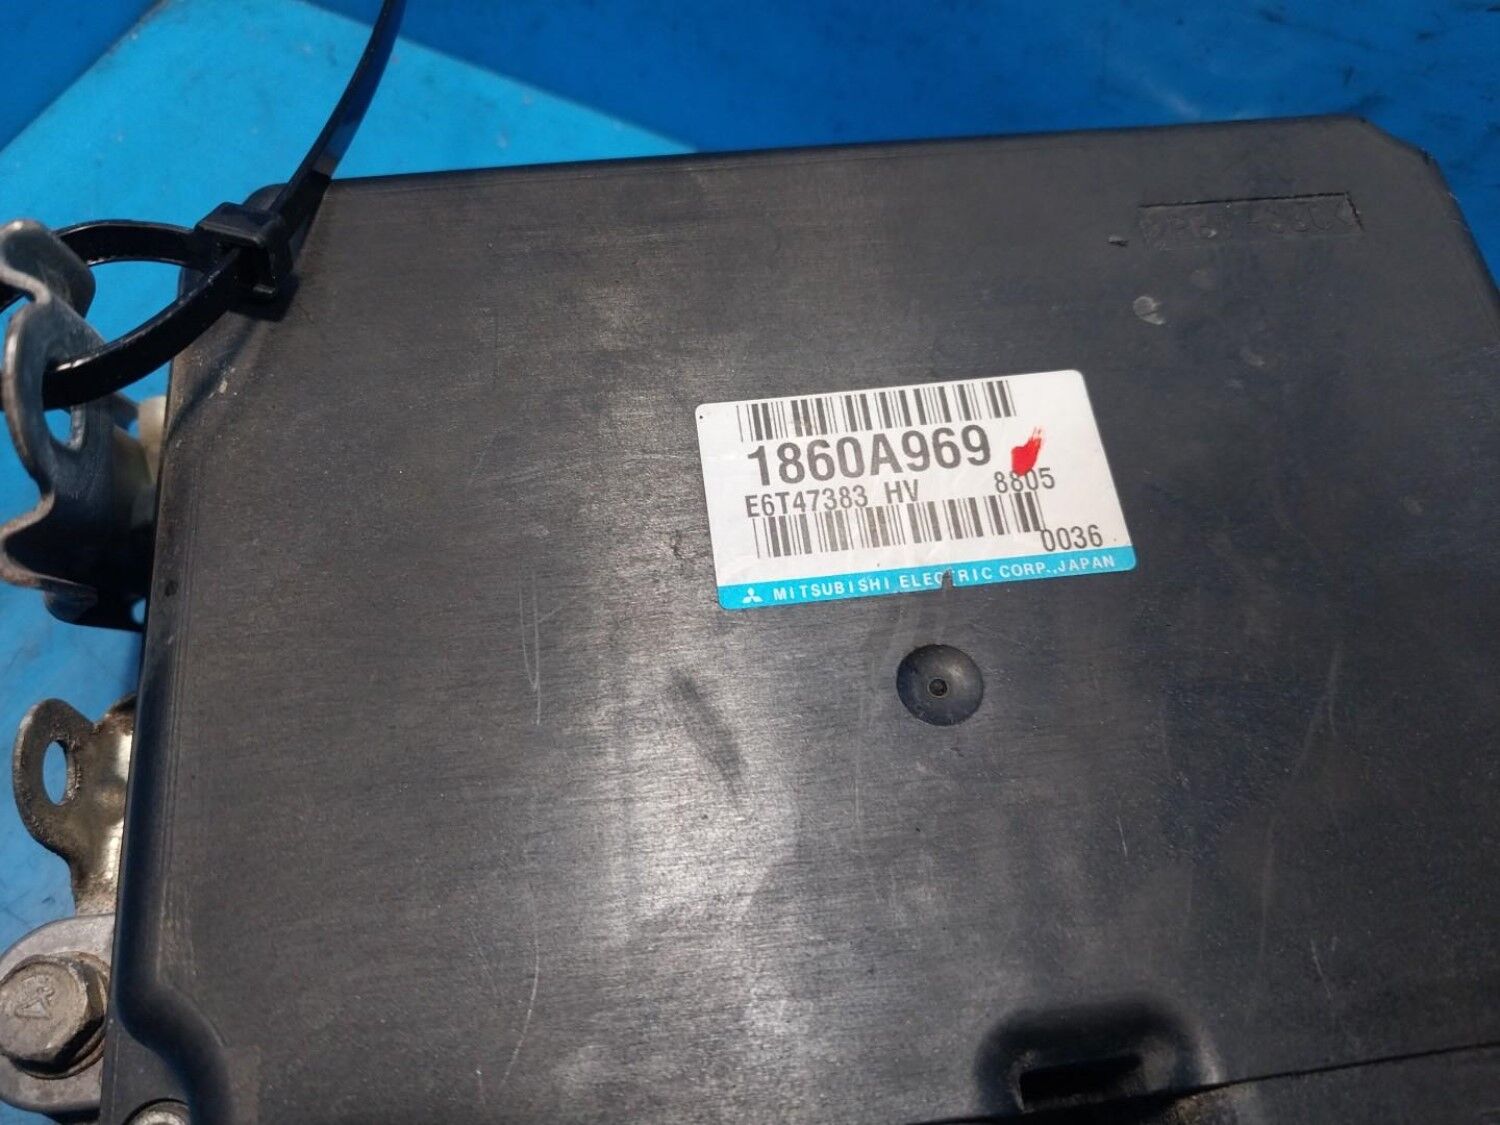 1860A969
E6T47383 HV 8805
0036
MITSUBISHI ELECTRIC CORP.,JAPAN